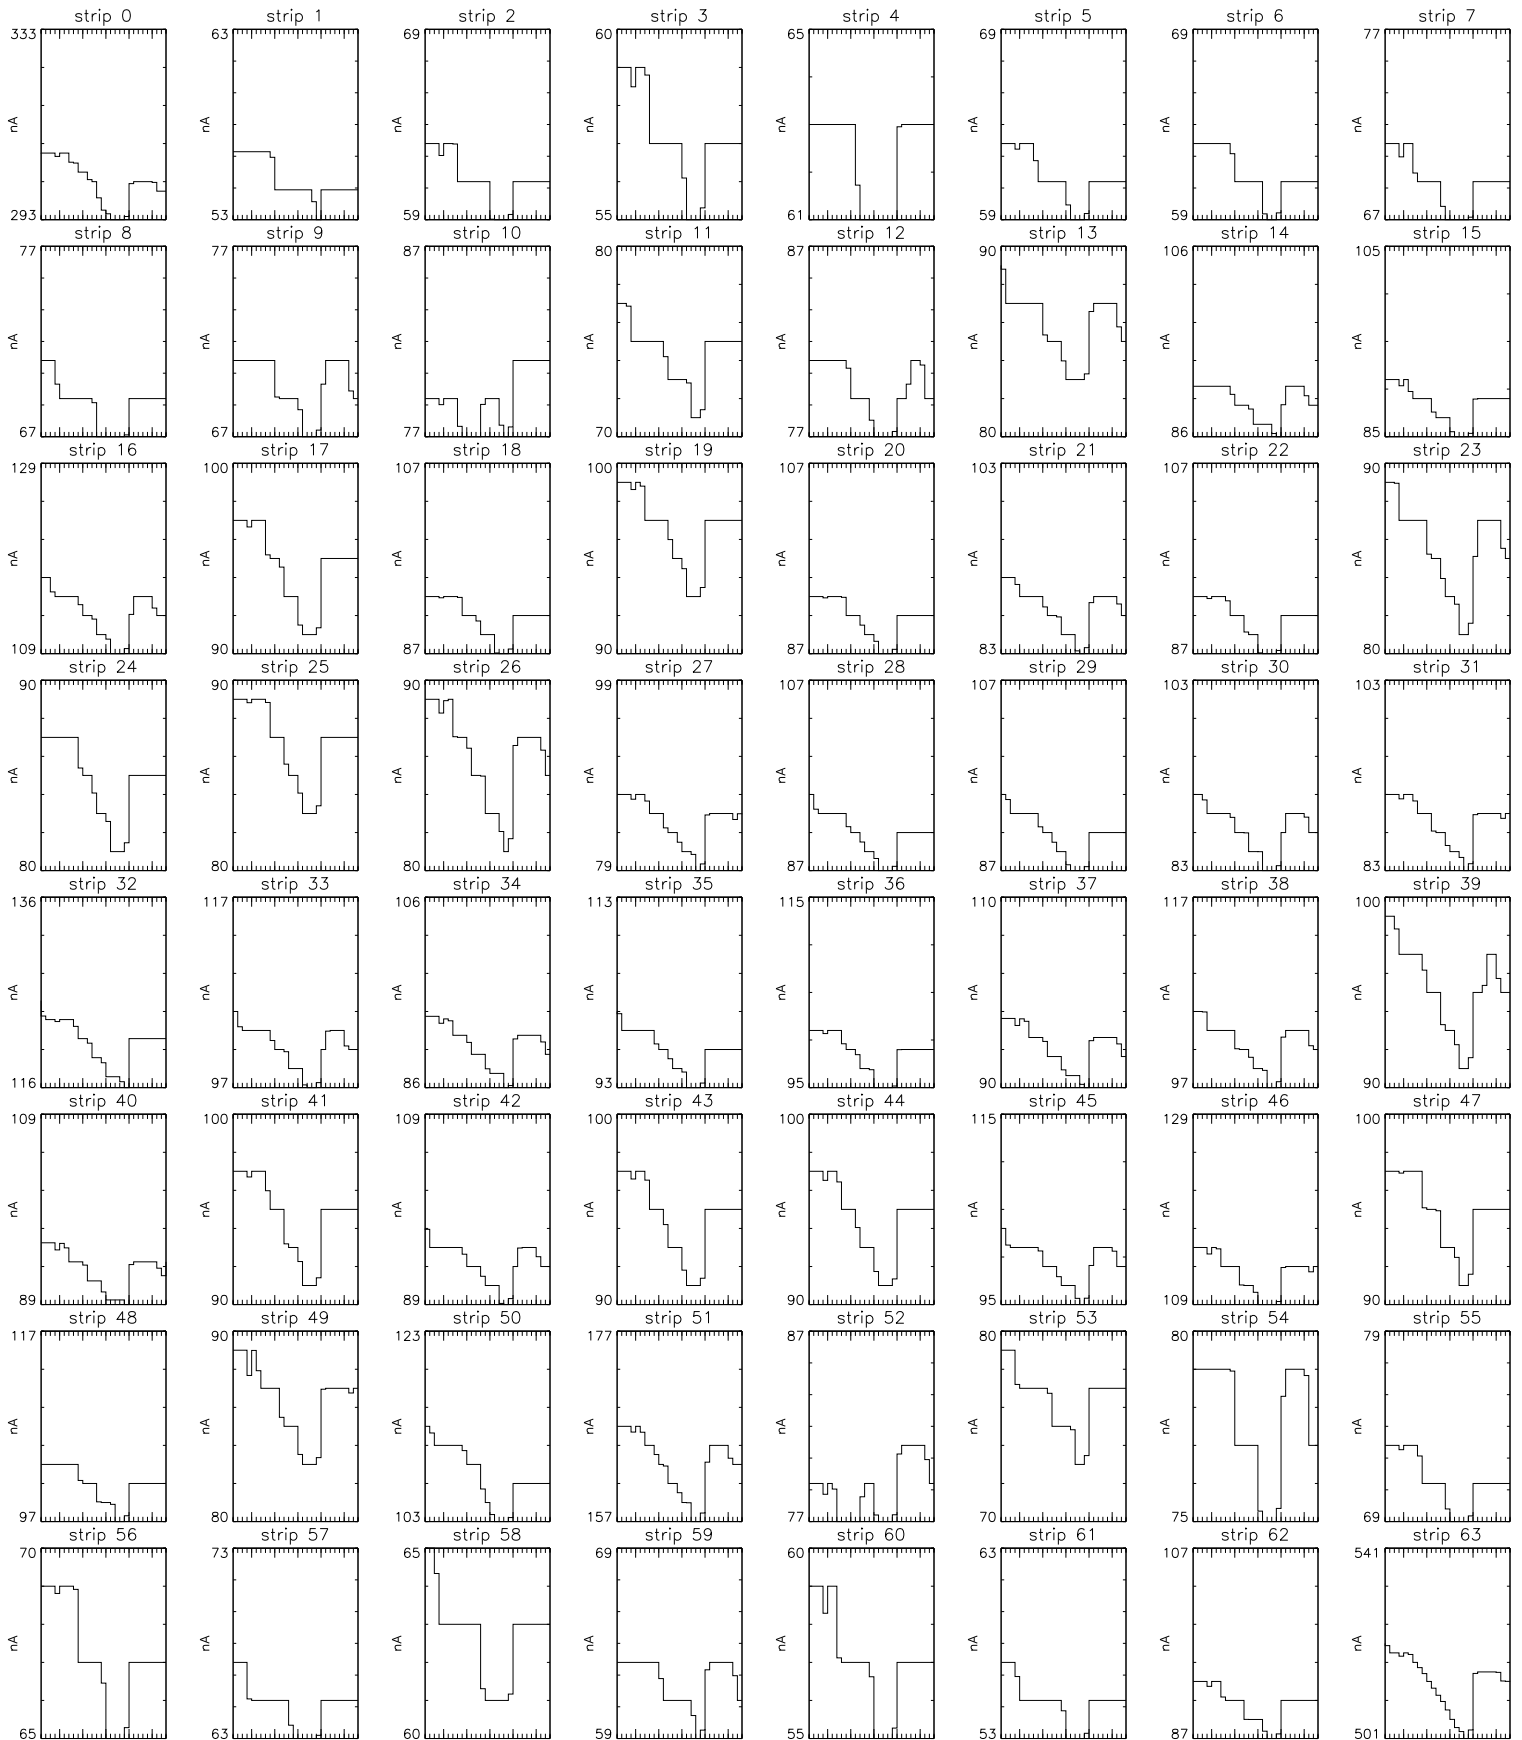 strip 0 strip 1 strip 2 strip 3 strip 4 strip 5 strip 6 strip 7
333 63 69 60 65 69 69 77
nA nA nA nA nA nA nA nA
293 53 59 55 61 59 59 67
strip 8 strip 9 strip 10 strip 11 strip 12 strip 13 strip 14 strip 15
77 77 87 80 87 90 106 105
nA nA nA nA nA nA nA nA
67 67 77 70 77 80 86 85
strip 16 strip 17 strip 18 strip 19 strip 20 strip 21 strip 22 strip 23
129 100 107 100 107 103 107 90
nA nA nA nA nA nA nA nA
109 90 87 90 87 83 87 80
strip 24 strip 25 strip 26 strip 27 strip 28 strip 29 strip 30 strip 31
90 90 90 99 107 107 103 103
nA nA nA nA nA nA nA nA
80 80 80 79 87 87 83 83
strip 32 strip 33 strip 34 strip 35 strip 36 strip 37 strip 38 strip 39
136 117 106 113 115 110 117 100
nA nA nA nA nA nA nA nA
116 97 86 93 95 90 97 90
strip 40 strip 41 strip 42 strip 43 strip 44 strip 45 strip 46 strip 47
109 100 109 100 100 115 129 100
nA nA nA nA nA nA nA nA
89 90 89 90 90 95 109 90
strip 48 strip 49 strip 50 strip 51 strip 52 strip 53 strip 54 strip 55
117 90 123 177 87 80 80 79
nA nA nA nA nA nA nA nA
97 80 103 157 77 70 75 69
strip 56 strip 57 strip 58 strip 59 strip 60 strip 61 strip 62 strip 63
70 73 65 69 60 63 107 541
nA nA nA nA nA nA nA nA
65 63 60 59 55 53 87 501